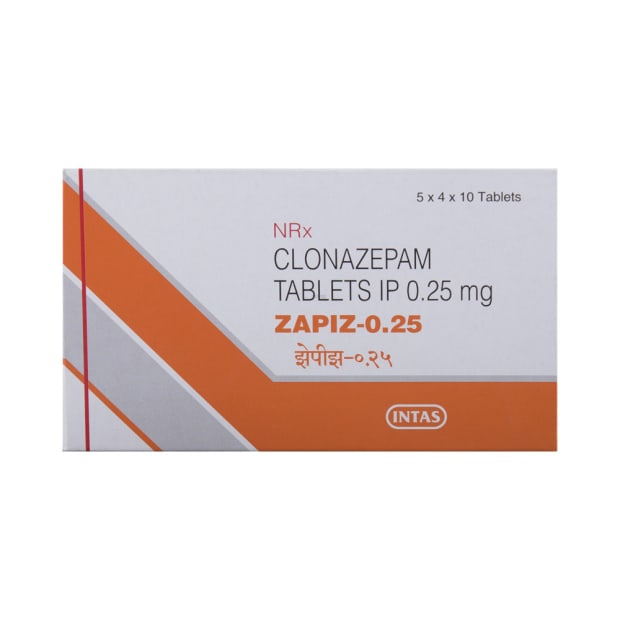 5 x 4 x 10 Tablets
NRx
CLONAZEPAM
TABLETS IP 0.25 mg
ZAPIZ-0.25
झेपीझ-०.२५
INTAS